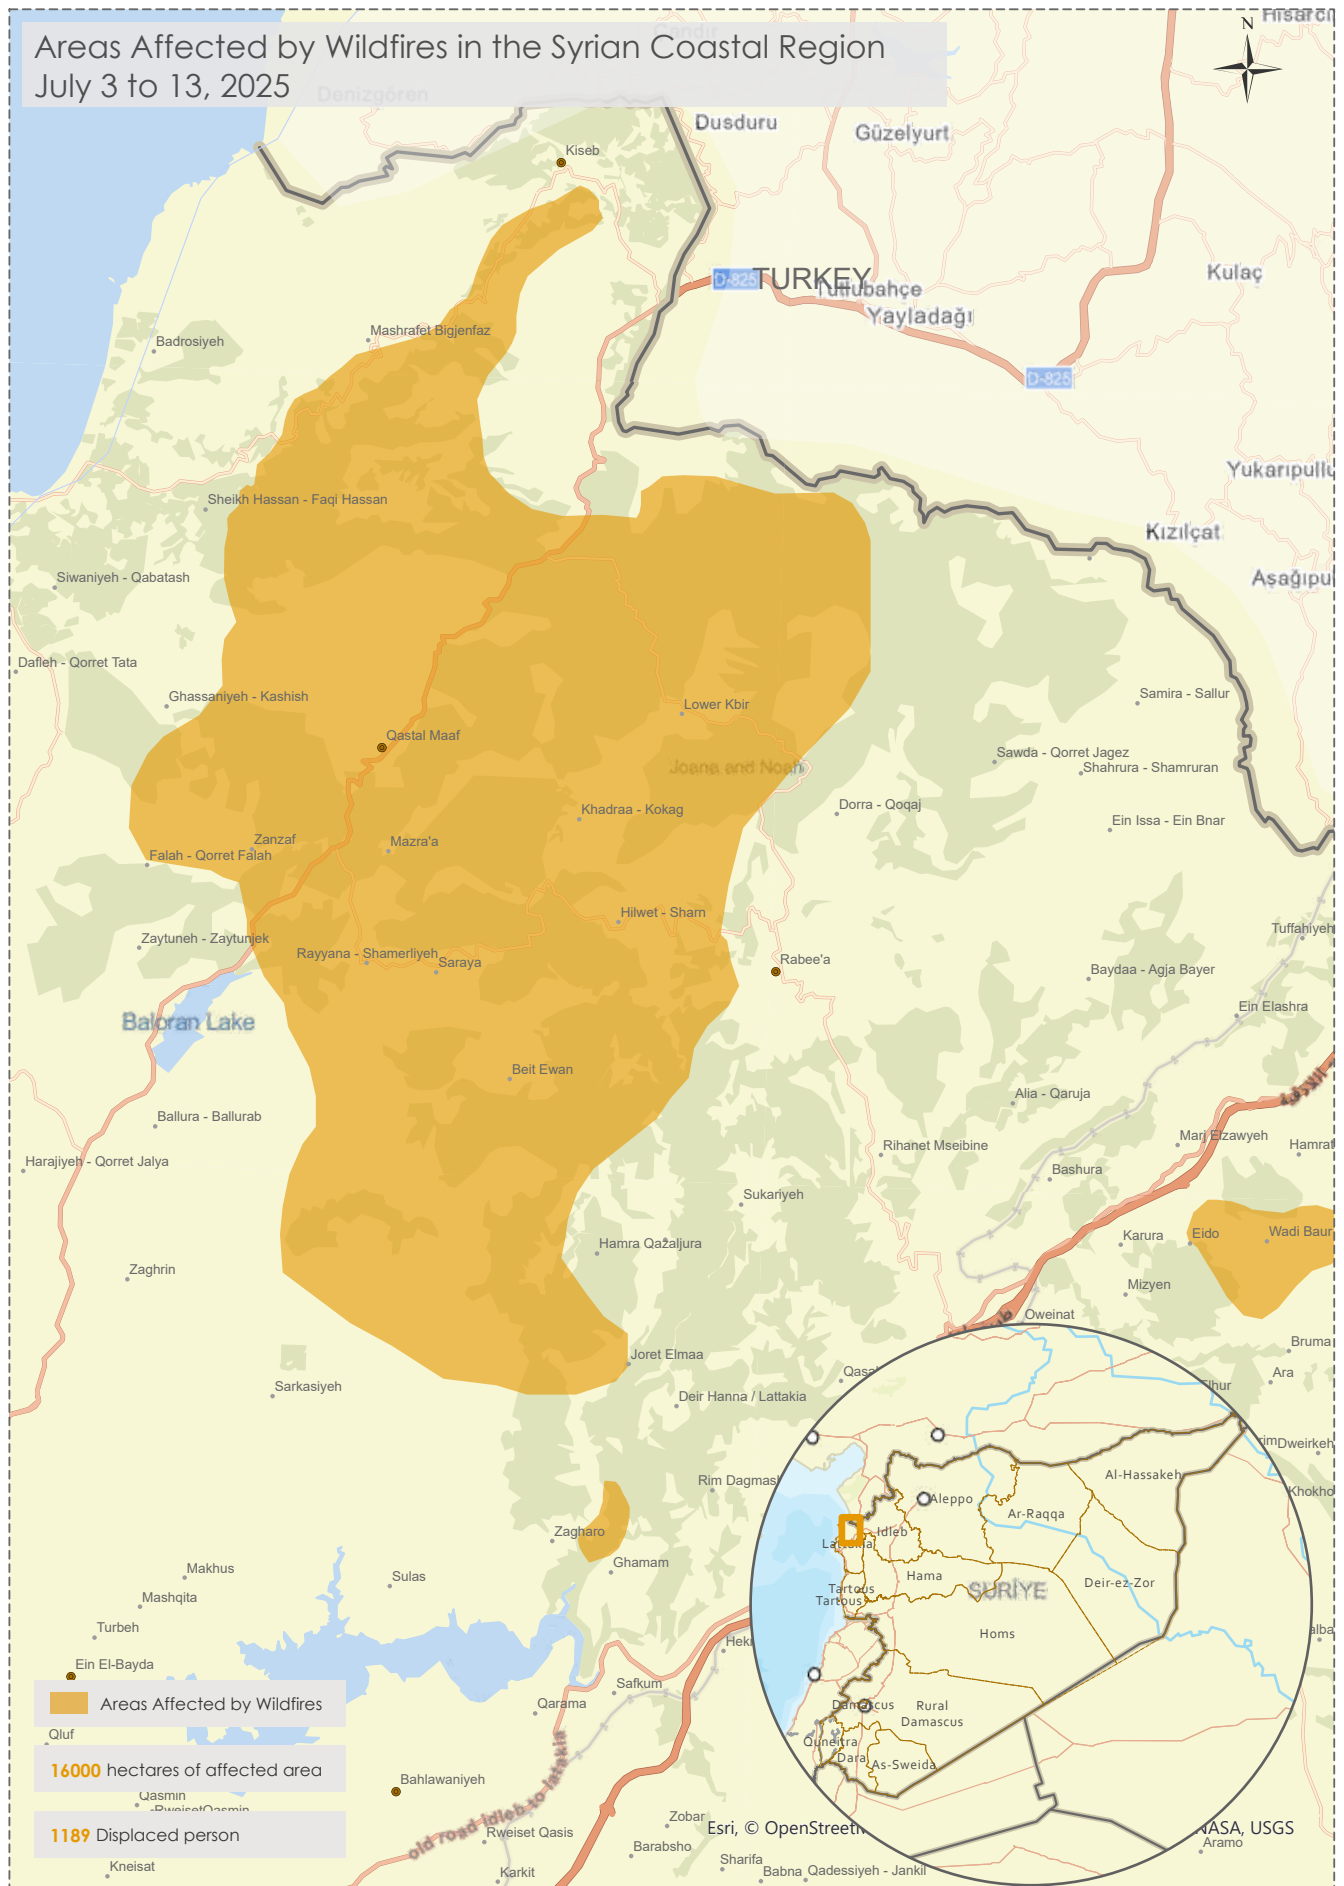 Areas Affected by Wildfires in the Syrian Coastal Region
July 3 to 13, 2025
N
Denizgören
Dusduru
Güzelyurt
Kiseb
D-825
TURKEY
Kulaç
Yayladağı
D-825
Mashrafet Bigjenfaz
Badrosiyeh
Sheikh Hassan - Faqi Hassan
Kızılçat
Siwaniyeh - Qabatash
Dafleh - Qorret Tata
Ghassaniyeh - Kashish
Lower Kbir
Samira - Sallur
Qastal Maaf
Sawda - Qorret Jagez
Joana and Noah
Shahrura - Shamruran
Khadraa - Kokag
Dorra - Qoqaj
Ein Issa - Ein Bnar
Zanzaf
Mazra'a
Falah - Qorret Falah
Hilwet - Sharn
Tuffahiyeh
Zaytuneh - Zaytunjek
Rayyana - Shamerliyeh
Saraya
Rabee'a
Baydaa - Agja Bayer
Ein Elashra
Baloran Lake
Beit Ewan
Alia - Qaruja
Ballura - Ballurab
Marj Elzawyeh
Hamrat
Rihanet Mseibine
Harajiyeh - Qorret Jalya
Bashura
Sukariyeh
Karura
Eido
Wadi Baur
Hamra Qazaljura
Zaghrin
Mizyen
Oweinat
Bruma
Joret Elmaa
Ara
Sarkasiyeh
Deir Hanna / Lattakia
Dweirkeh
Rim Dagmash
Khokho
Zagharo
Ghamam
Makhus
Sulas
Mashqita
Turbeh
Ein El-Bayda
Safkum
Qarama
Qluf
Bahlawaniyeh
Qasmin
RweisetQasmin
old road idleb to latakia
Zobar
Rweiset Qasis
Barabsho
Sharifa
Kneisat
Karkit
Babna
Qadessiyeh - Jankil
Aramo
Al-Hassakeh
Aleppo
Ar-Raqqa
Idleb
Lattakia
Hama
Deir-ez-Zor
SURİYE
Tartous
Tartous
Homs
Damascus
Rural
Damascus
Quneitra
Dara
As-Sweida
Areas Affected by Wildfires
16000 hectares of affected area
1189 Displaced person
Esri, © OpenStreetM
NASA, USGS